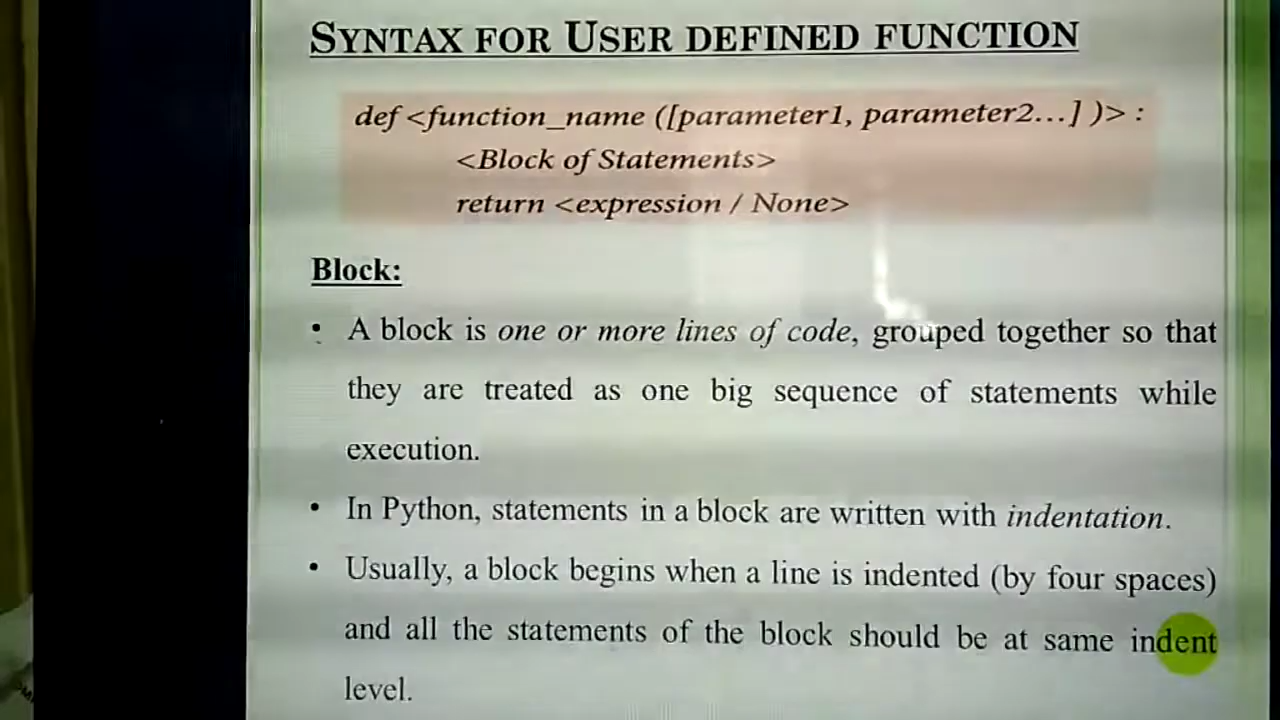 SYNTAX FOR USER DEFINED FUNCTION
def <function_name ([parameter1, parameter2...] )> :
<Block of Statements>
return <expression / None>
Block:
• A block is one or more lines of code, grouped together so that
they are treated as one big sequence of statements while
execution.
• In Python, statements in a block are written with indentation.
• Usually, a block begins when a line is indented (by four spaces)
and all the statements of the block should be at same indent
level.